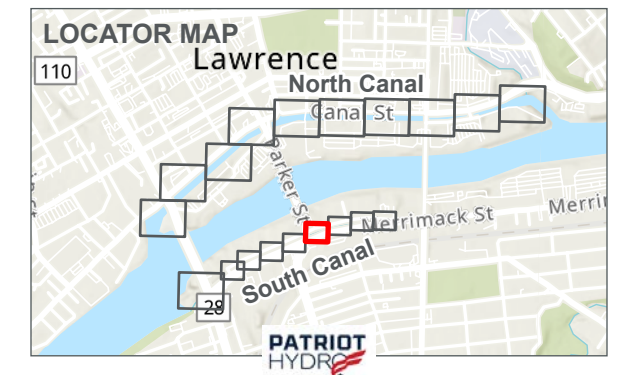 LOCATOR MAP
Lawrence
110
North Canal
Canal St
Parker St
Merrimack St
Merri
South Canal
28
PATRIOT
HYDRO